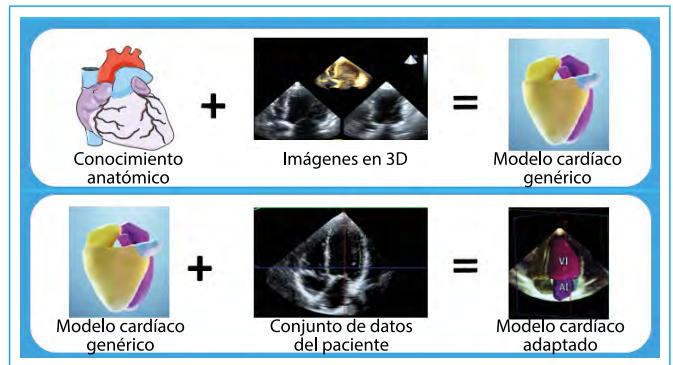 +
=
Conocimiento
anatómico
Imágenes en 3D
Modelo cardíaco
genérico
+
=
VI
AI
Modelo cardíaco
genérico
Conjunto de datos
del paciente
Modelo cardíaco
adaptado